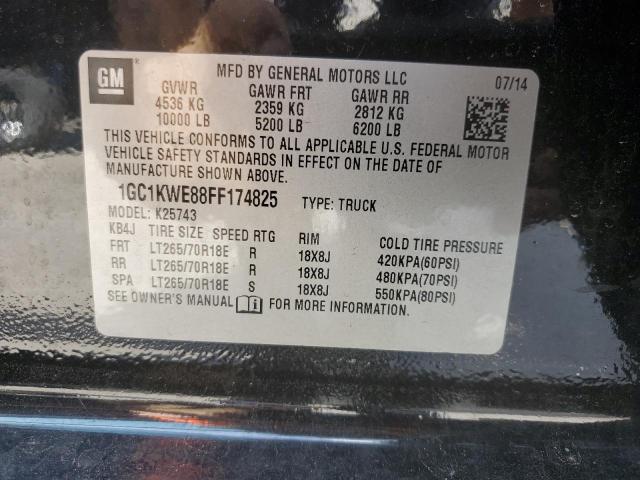 GM
MFD BY GENERAL MOTORS LLC 07/14
GVWR GAWR FRT GAWR RR
4536 KG 2359 KG 2812 KG
10000 LB 5200 LB 6200 LB
THIS VEHICLE CONFORMS TO ALL APPLICABLE U.S. FEDERAL MOTOR
VEHICLE SAFETY STANDARDS IN EFFECT ON THE DATE OF
MANUFACTURE SHOWN ABOVE.
1GC1KWE88FF174825 TYPE: TRUCK
MODEL: K25743
KB4J TIRE SIZE SPEED RTG RIM COLD TIRE PRESSURE
FRT LT265/70R18E R 18X8J 420KPA(60PSI)
RR LT265/70R18E R 18X8J 480KPA(70PSI)
SPA LT265/70R18E S 18X8J 550KPA(80PSI)
SEE OWNER'S MANUAL FOR MORE INFORMATION.